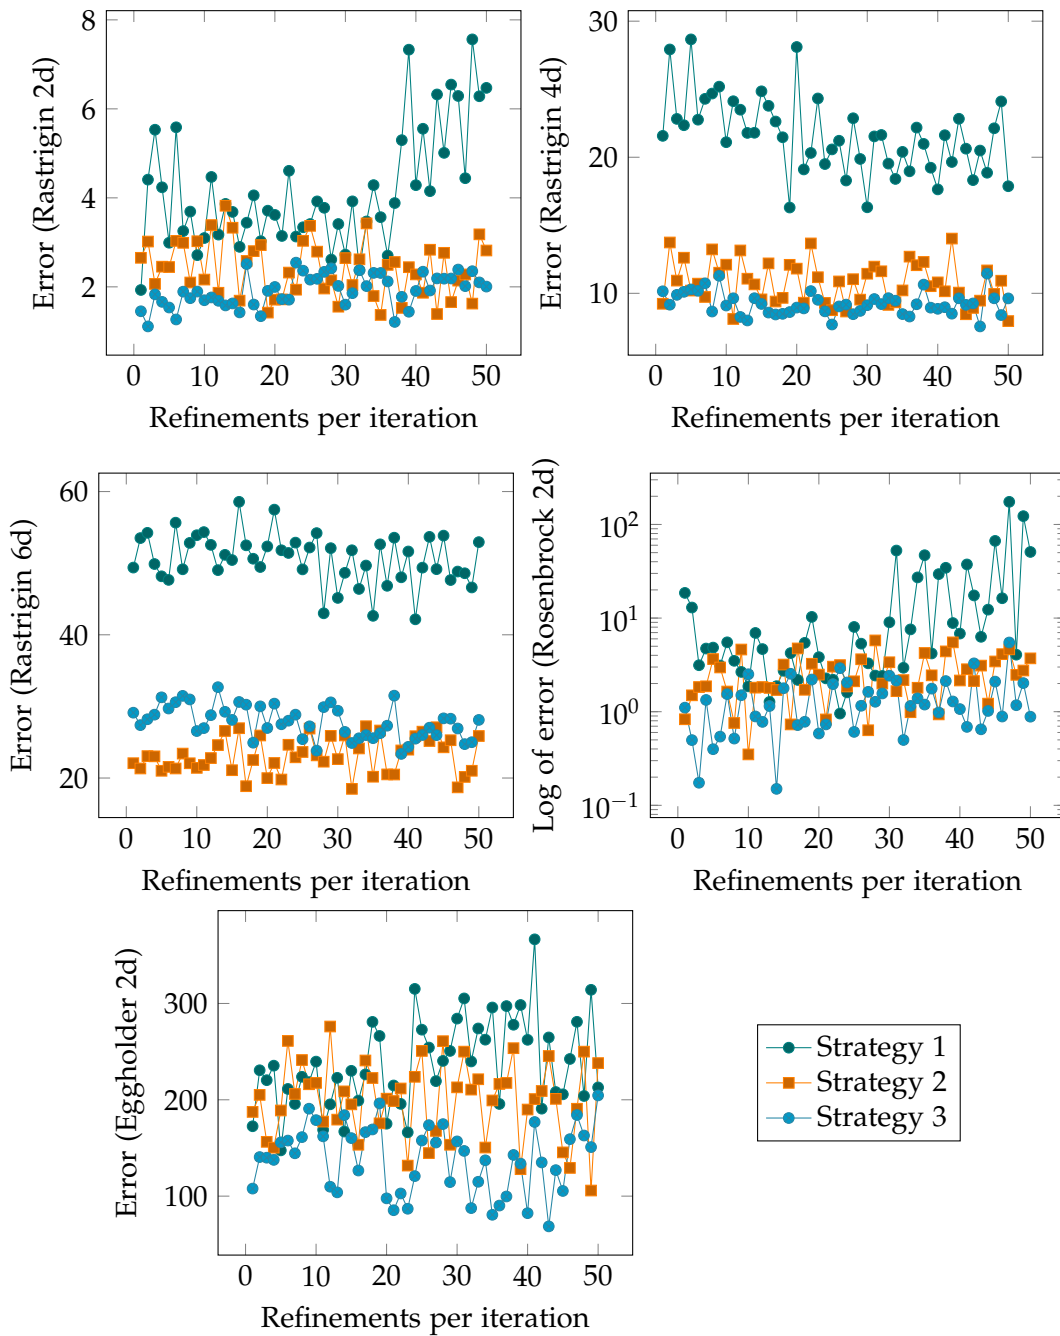 8
6
4
2
0 10 20 30 40 50
Refinements per iteration
Error (Rastrigin 2d)
30
20
10
0 10 20 30 40 50
Refinements per iteration
Error (Rastrigin 4d)
60
40
20
0 10 20 30 40 50
Refinements per iteration
Error (Rastrigin 6d)
10^2
10^1
10^0
10^−1
0 10 20 30 40 50
Refinements per iteration
Log of error (Rosenbrock 2d)
300
200
100
0 10 20 30 40 50
Refinements per iteration
Error (Eggholder 2d)
Strategy 1
Strategy 2
Strategy 3